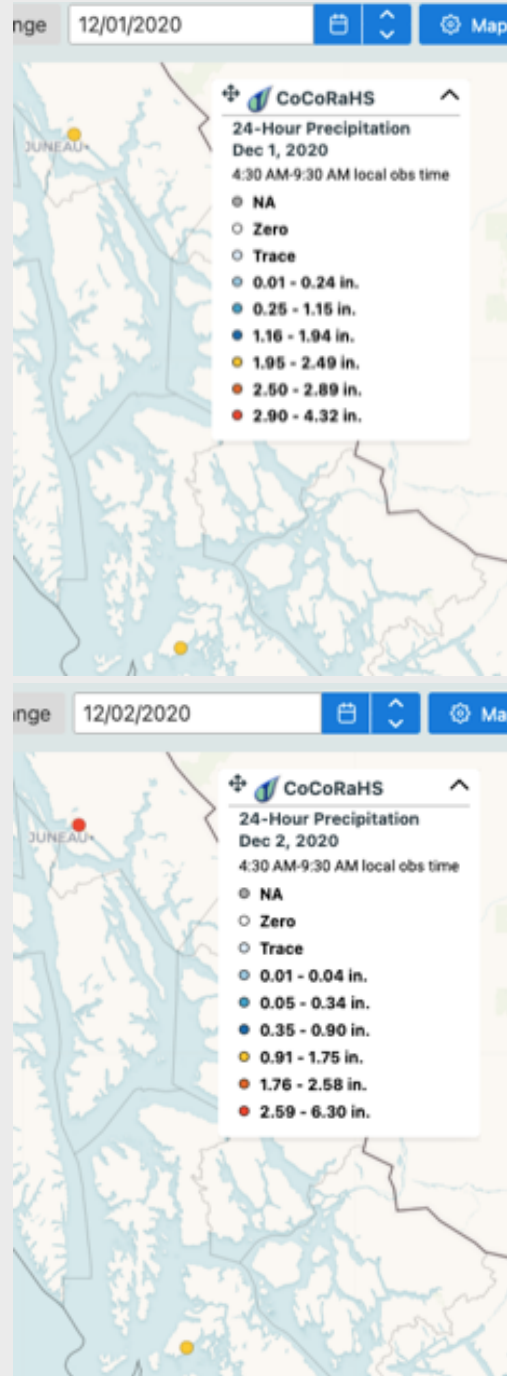 nge 12/01/2020 Map
CoCoRaHS
24-Hour Precipitation
Dec 1, 2020
4:30 AM-9:30 AM local obs time
NA
Zero
Trace
0.01 - 0.24 in.
0.25 - 1.15 in.
1.16 - 1.94 in.
1.95 - 2.49 in.
2.50 - 2.89 in.
2.90 - 4.32 in.
JUNEAU
nge 12/02/2020 Ma
CoCoRaHS
24-Hour Precipitation
Dec 2, 2020
4:30 AM-9:30 AM local obs time
NA
Zero
Trace
0.01 - 0.04 in.
0.05 - 0.34 in.
0.35 - 0.90 in.
0.91 - 1.75 in.
1.76 - 2.58 in.
2.59 - 6.30 in.
JUNEAU